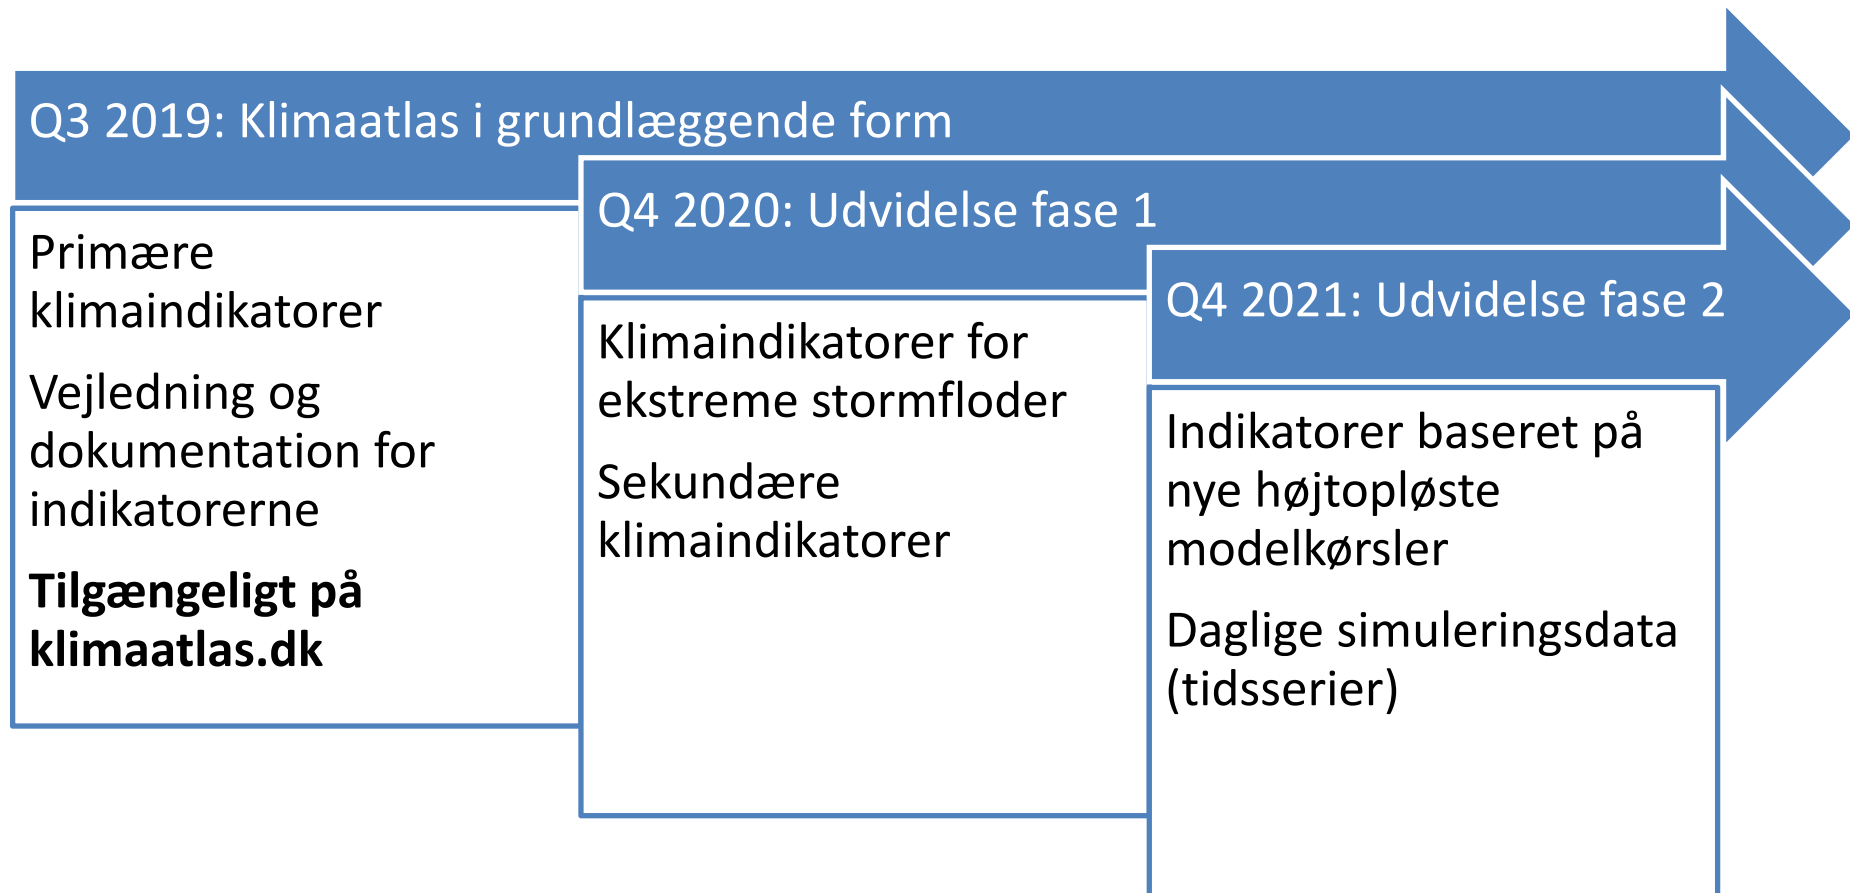 Q3 2019: Klimaatlas i grundlæggende form
Primære
klimaindikatorer
Vejledning og
dokumentation for
indikatorerne
Tilgængeligt på
klimaatlas.dk
Q4 2020: Udvidelse fase 1
Klimaindikatorer for
ekstreme stormfloder
Sekundære
klimaindikatorer
Q4 2021: Udvidelse fase 2
Indikatorer baseret på
nye højtopløste
modelkørsler
Daglige simuleringsdata
(tidsserier)